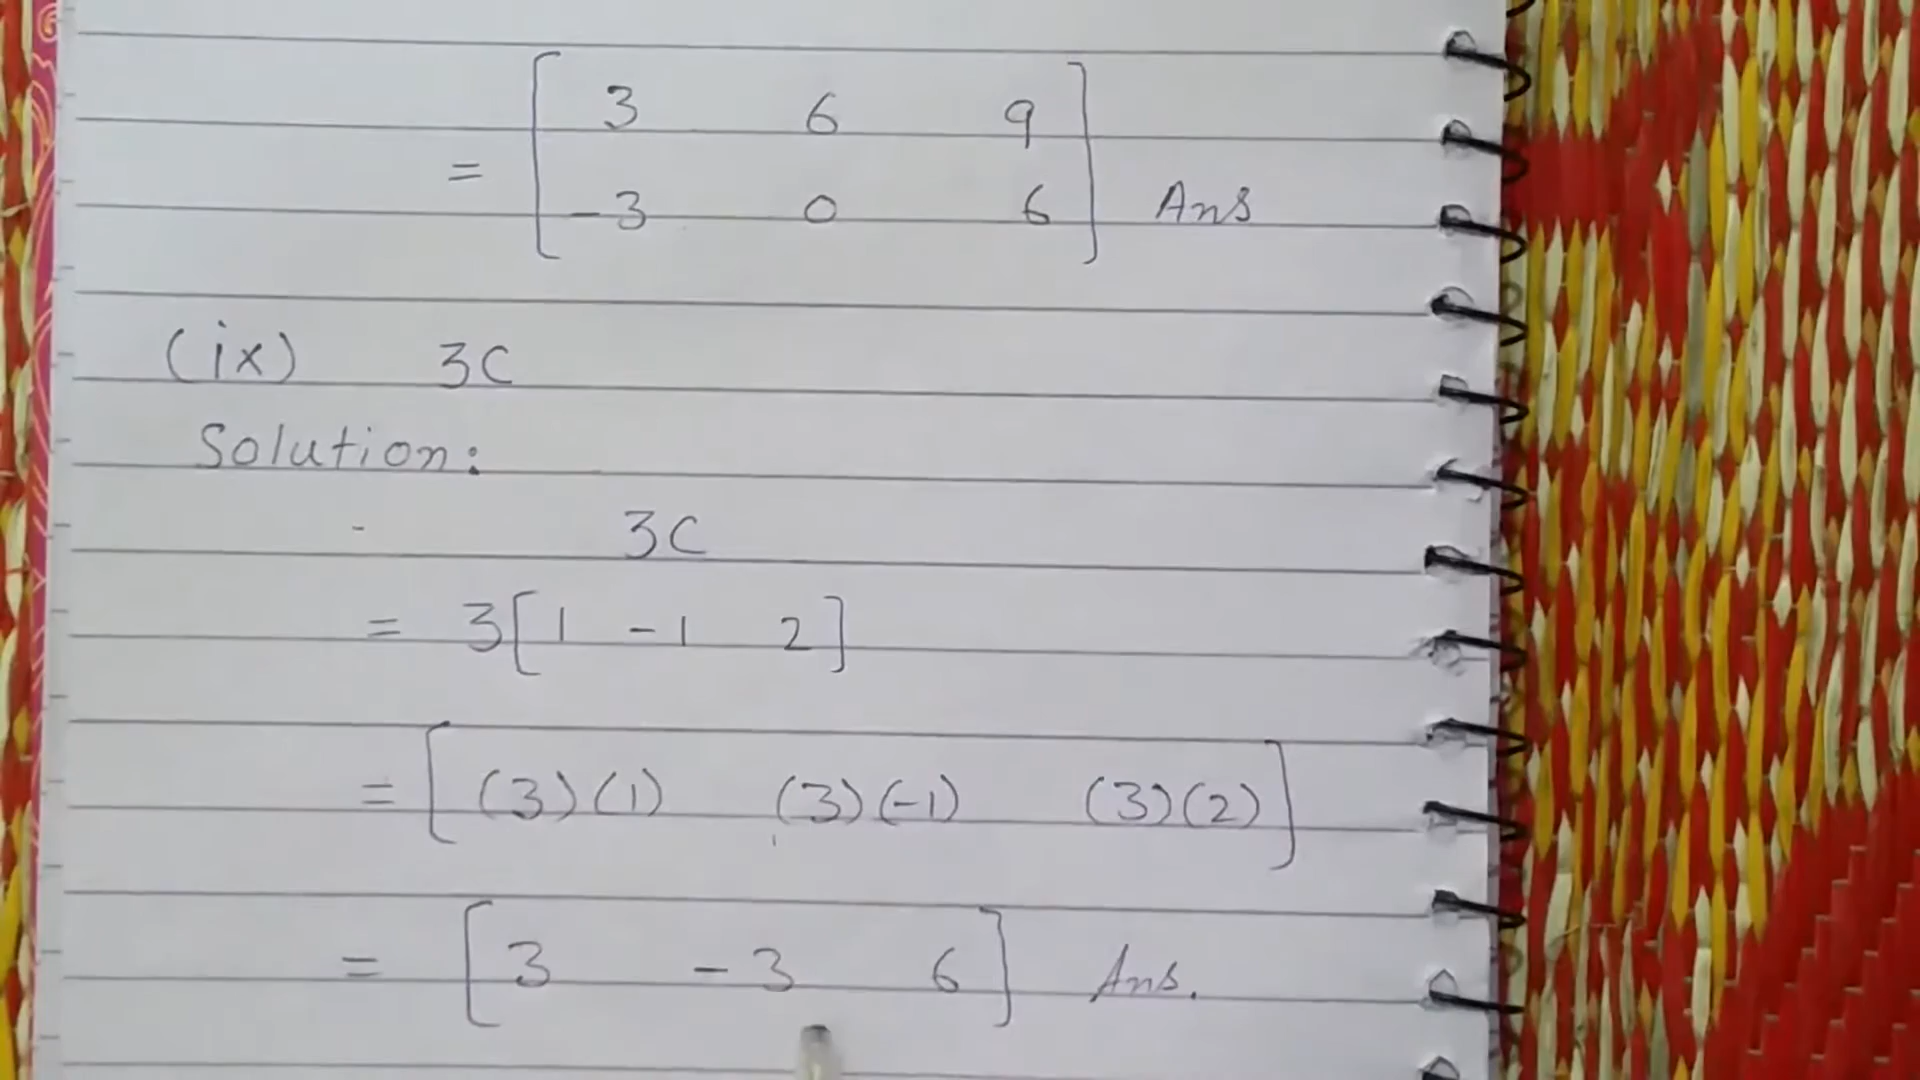 3 6 9
= -3 0 6 Ans
(ix) 3C
Solution:
3C
= 3[1 -1 2]
= [(3)(1) (3)(-1) (3)(2)]
= [3 -3 6] Ans.